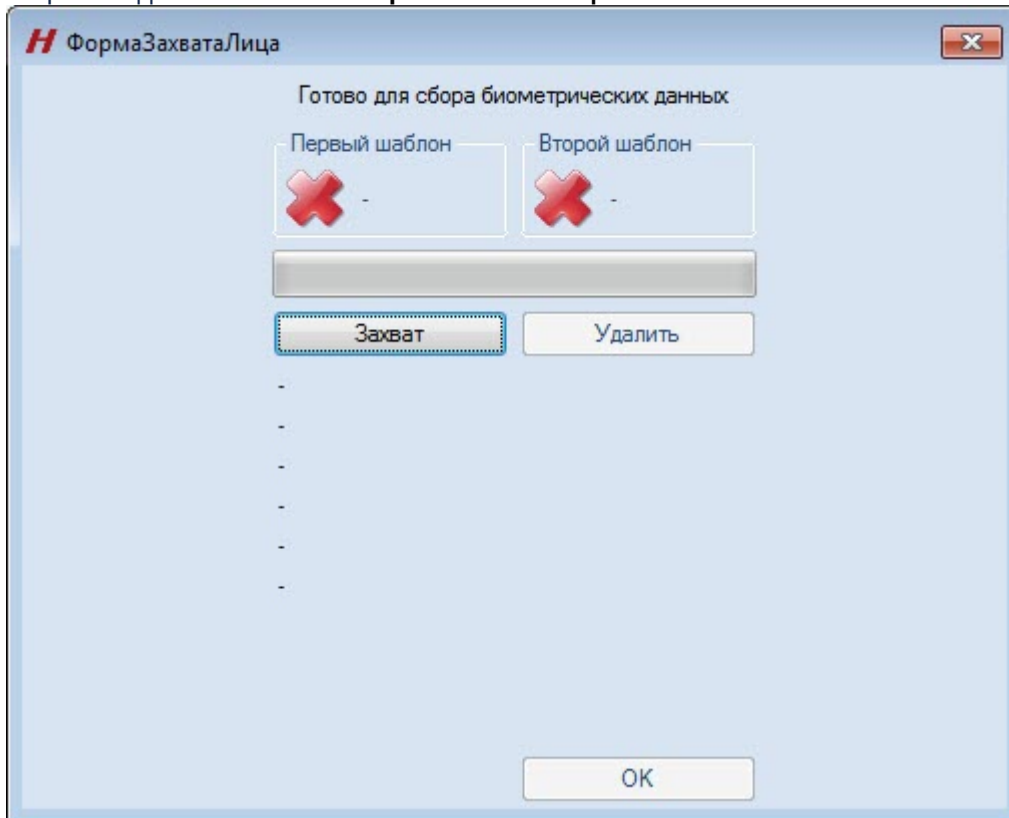 H ФормаЗахватаЛица
Готово для сбора биометрических данных
Первый шаблон Второй шаблон
- -
Захват Удалить
-
-
-
-
-
-
OK